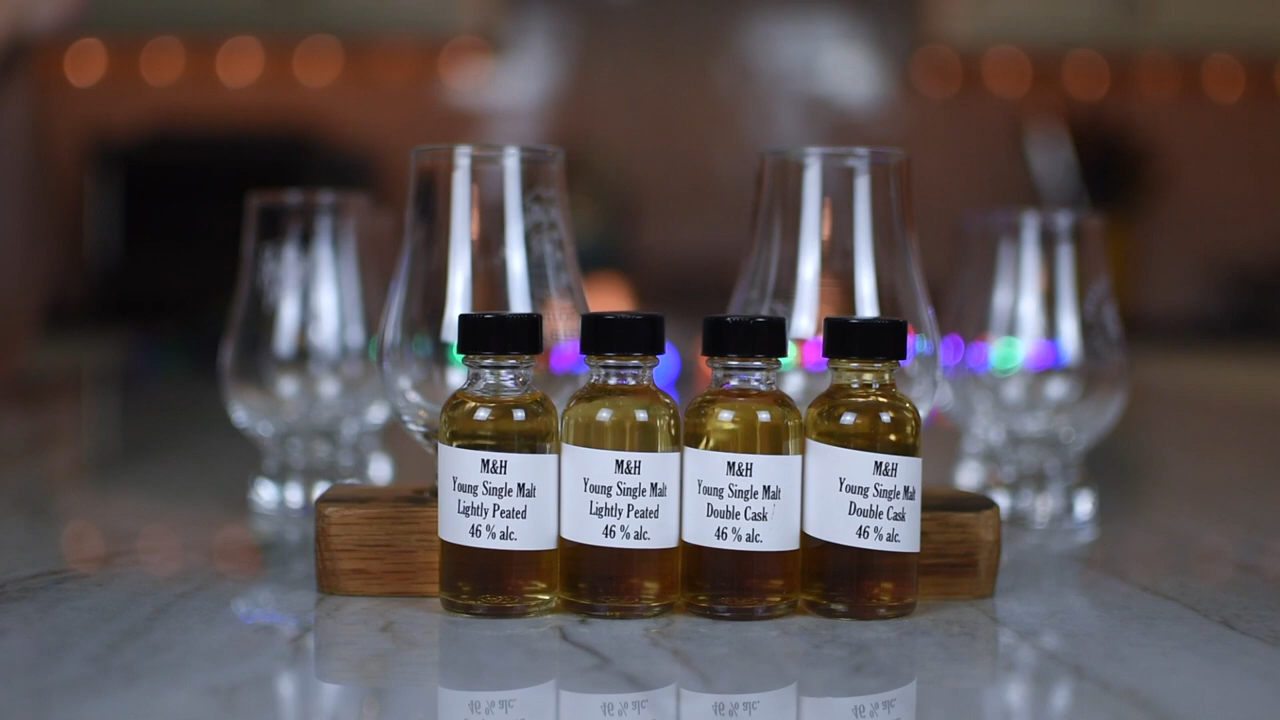 M&H
Young Single Malt
Lightly Peated
46 % alc.
M&H
Young Single Malt
Lightly Peated
46 % alc.
M&H
Young Single Malt
Double Cask
46 % alc.
M&H
Young Single Malt
Double Cask
46 % alc.